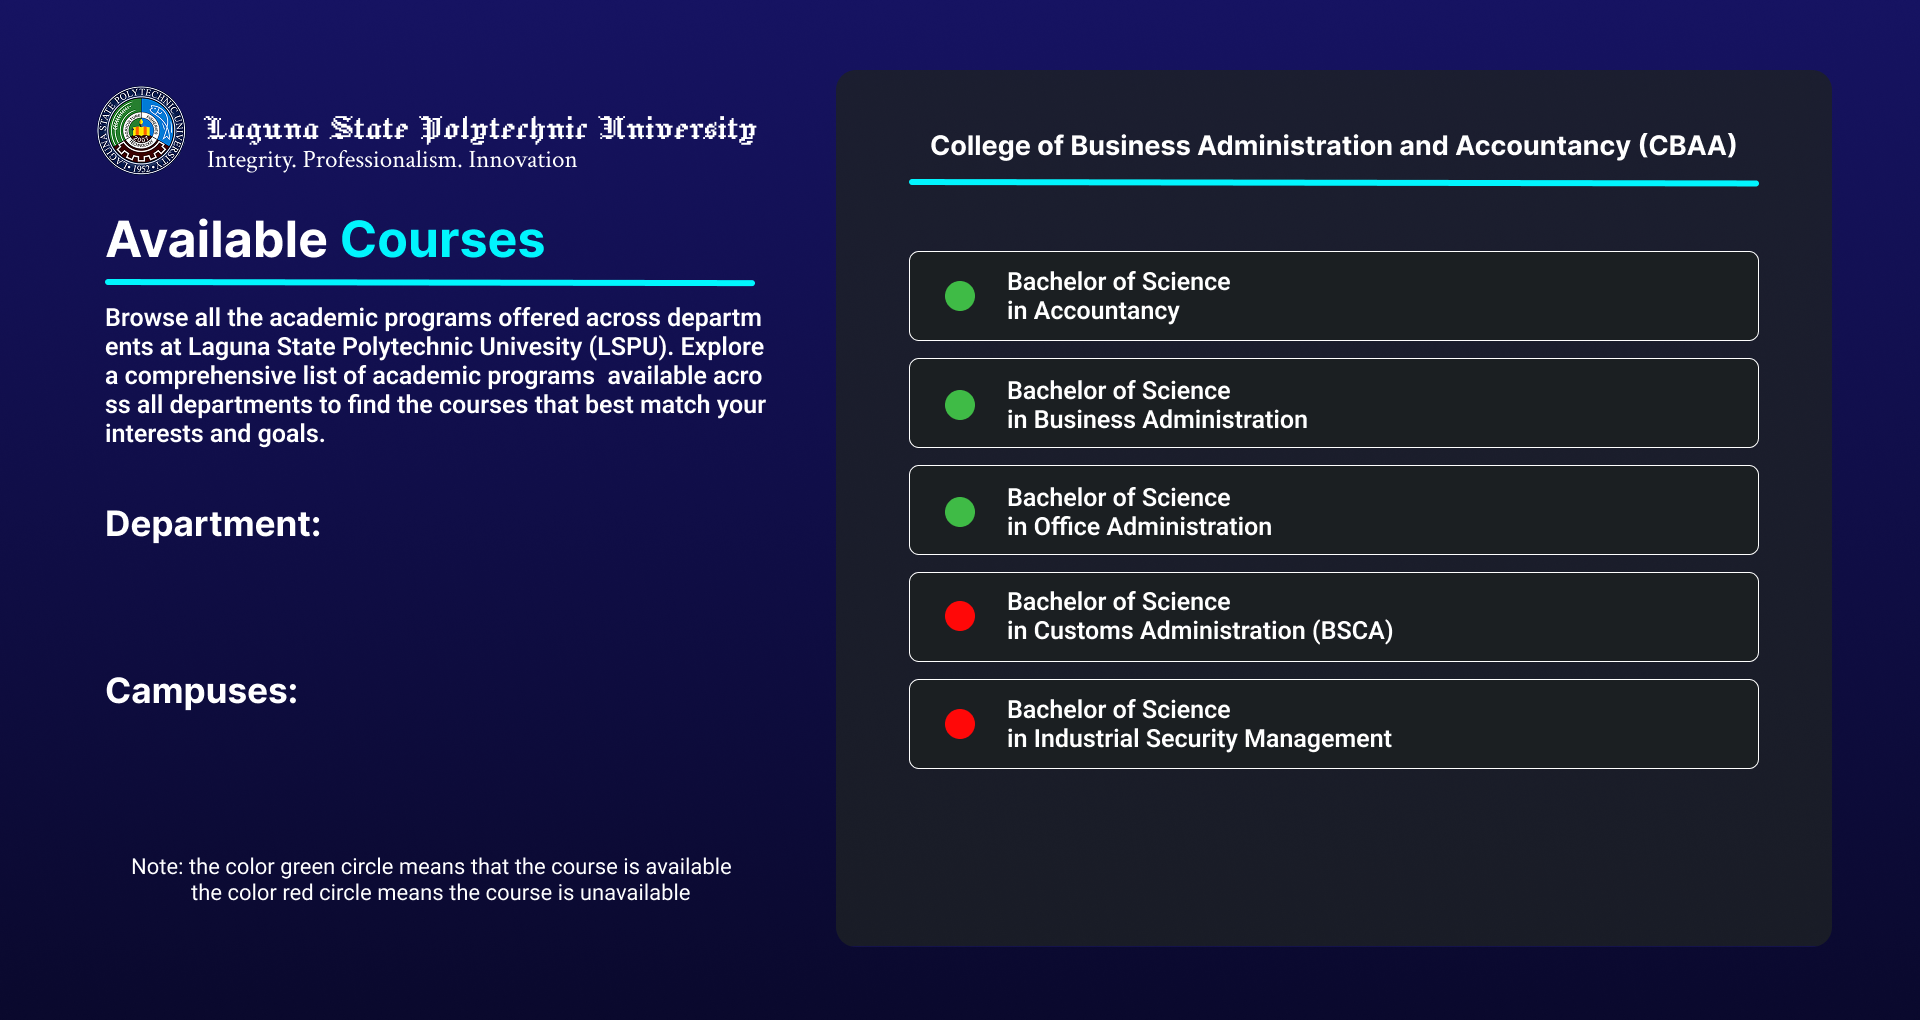 LAGUNA STATE POLYTECHNIC UNIVERSITY
1952
Laguna State Polytechnic University
Integrity. Professionalism. Innovation
Available Courses
Browse all the academic programs offered across departm
ents at Laguna State Polytechnic Univesity (LSPU). Explore
a comprehensive list of academic programs  available acro
ss all departments to find the courses that best match your
interests and goals.
Department:
Campuses:
Note: the color green circle means that the course is available
the color red circle means the course is unavailable
College of Business Administration and Accountancy (CBAA)
Bachelor of Science
in Accountancy
Bachelor of Science
in Business Administration
Bachelor of Science
in Office Administration
Bachelor of Science
in Customs Administration (BSCA)
Bachelor of Science
in Industrial Security Management